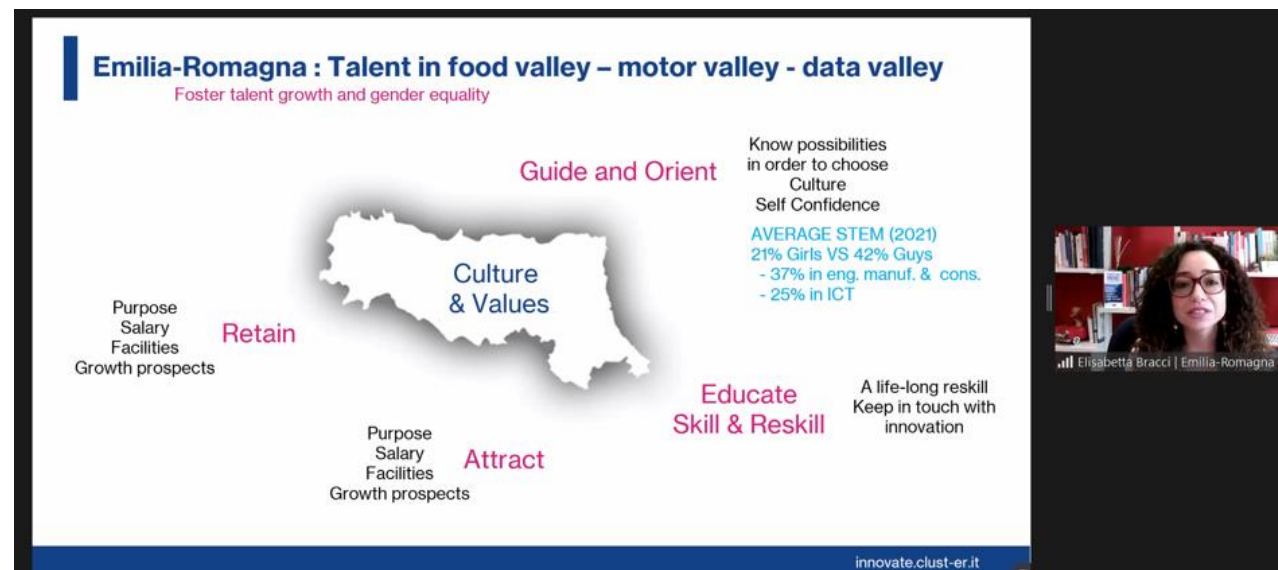 Emilia-Romagna : Talent in food valley – motor valley - data valley
Foster talent growth and gender equality
Guide and Orient
Know possibilities
in order to choose
Culture
Self Confidence
AVERAGE STEM (2021)
21% Girls VS 42% Guys
- 37% in eng. manuf. & cons.
- 25% in ICT
Culture
& Values
Purpose
Salary
Facilities
Growth prospects
Retain
Educate
Skill & Reskill
A life-long reskill
Keep in touch with
innovation
Purpose
Salary
Facilities
Growth prospects
Attract
innovate.clust-er.it
Elisabetta Bracci | Emilia-Romagna